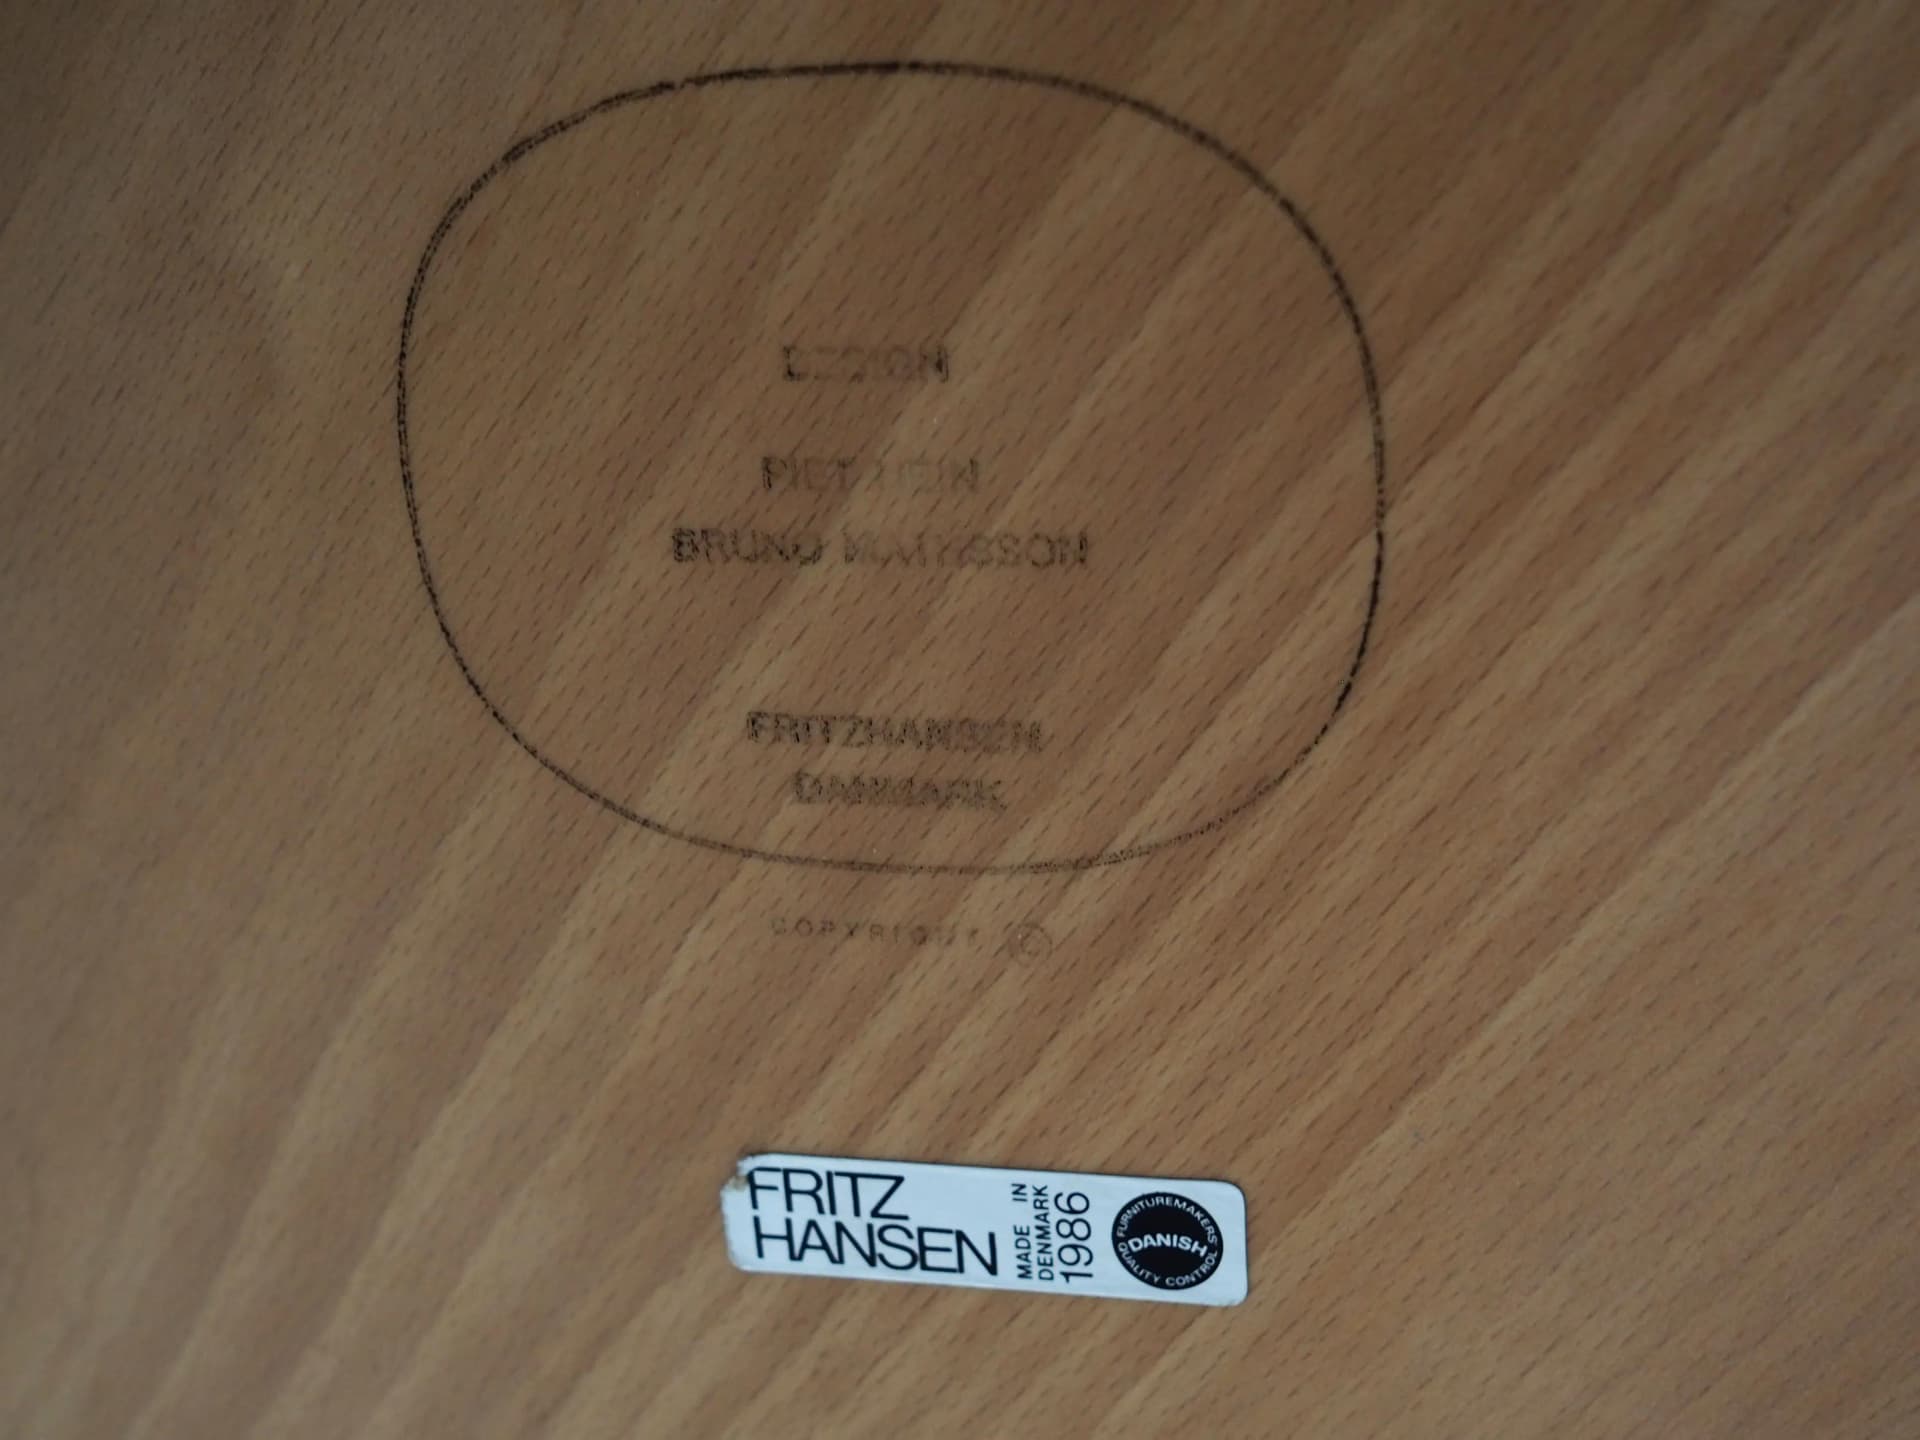 DESIGN
PIET HEIN
BRUNO MATHSSON
FRITZHANSEN
DANMARK
COPYRIGHT ©
FRITZ
HANSEN
MADE IN
DENMARK
1986
FURNITUREMAKERS'
DANISH
QUALITY CONTROL